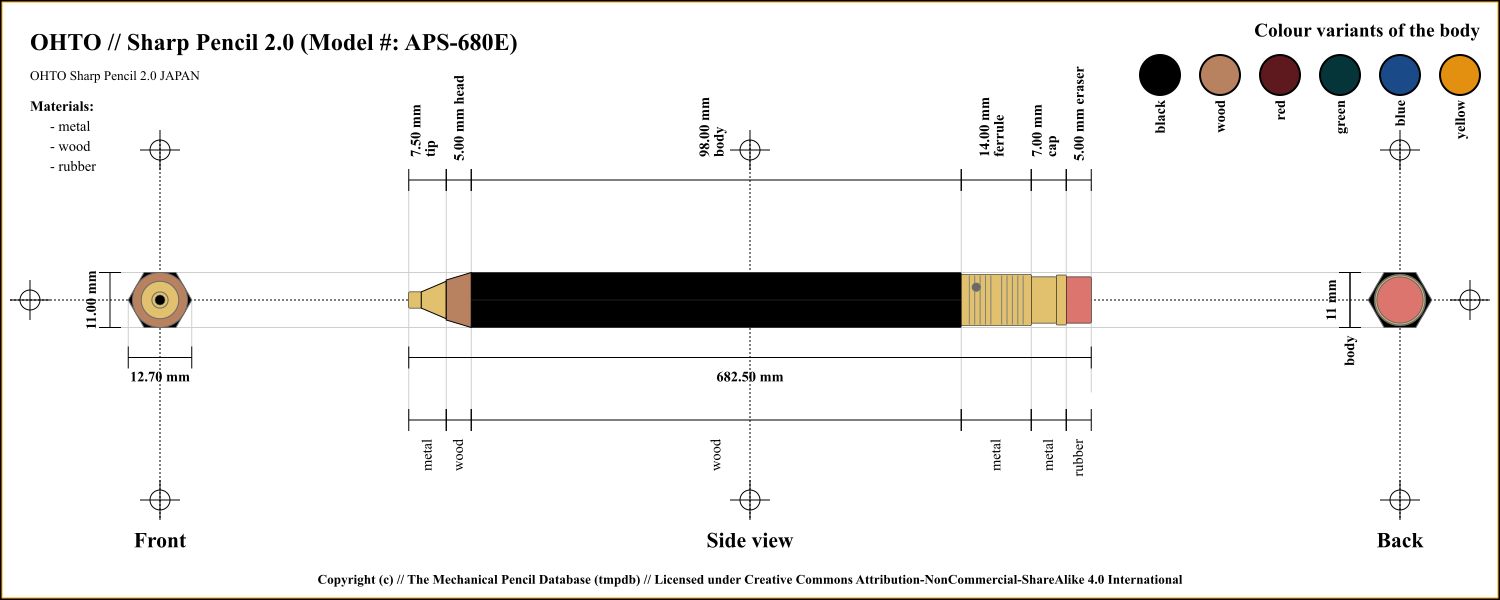 OHTO // Sharp Pencil 2.0 (Model #: APS-680E)
OHTO Sharp Pencil 2.0 JAPAN
Materials:
- metal
- wood
- rubber
Colour variants of the body
black
wood
red
green
blue
yellow
7.50 mm
tip
5.00 mm head
98.00 mm
body
14.00 mm
ferrule
7.00 mm
cap
5.00 mm eraser
11.00 mm
12.70 mm
682.50 mm
11 mm
body
metal
wood
wood
metal
metal
rubber
Front
Side view
Back
Copyright (c) // The Mechanical Pencil Database (tmpdb) // Licensed under Creative Commons Attribution-NonCommercial-ShareAlike 4.0 International